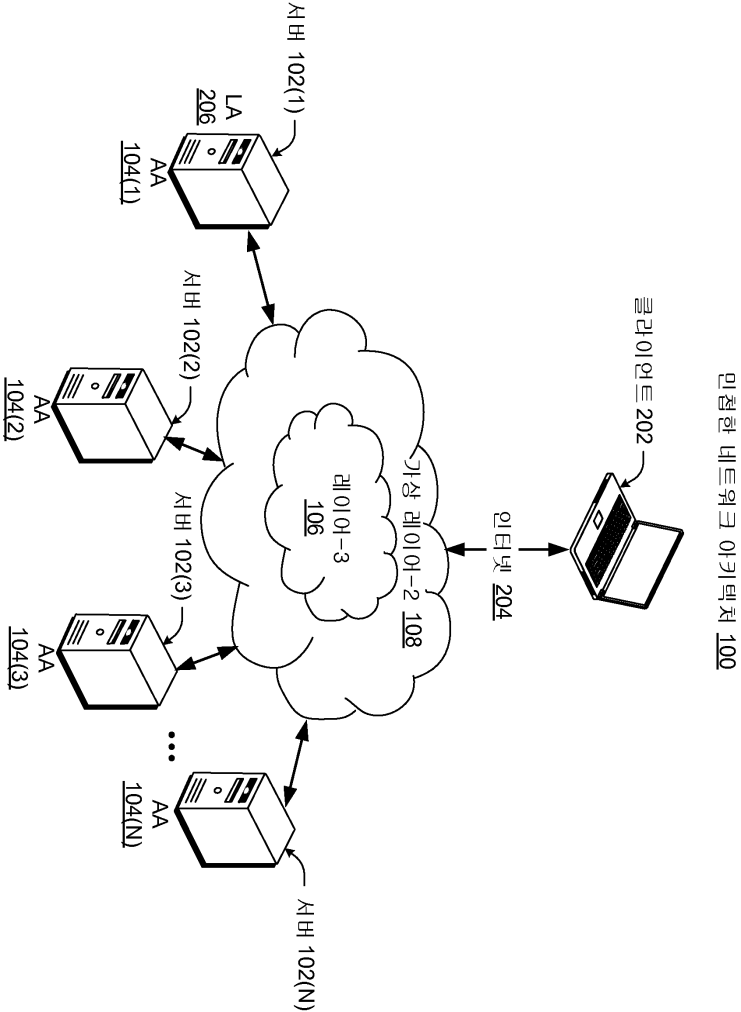 민첩한 네트워크 아키텍처 100
클라이언트 202
인터넷 204
가상 레이어-2 108
레이어-3
106
서버 102(1)
LA
206
AA
104(1)
서버 102(2)
AA
104(2)
서버 102(3)
AA
104(3)
서버 102(N)
AA
104(N)